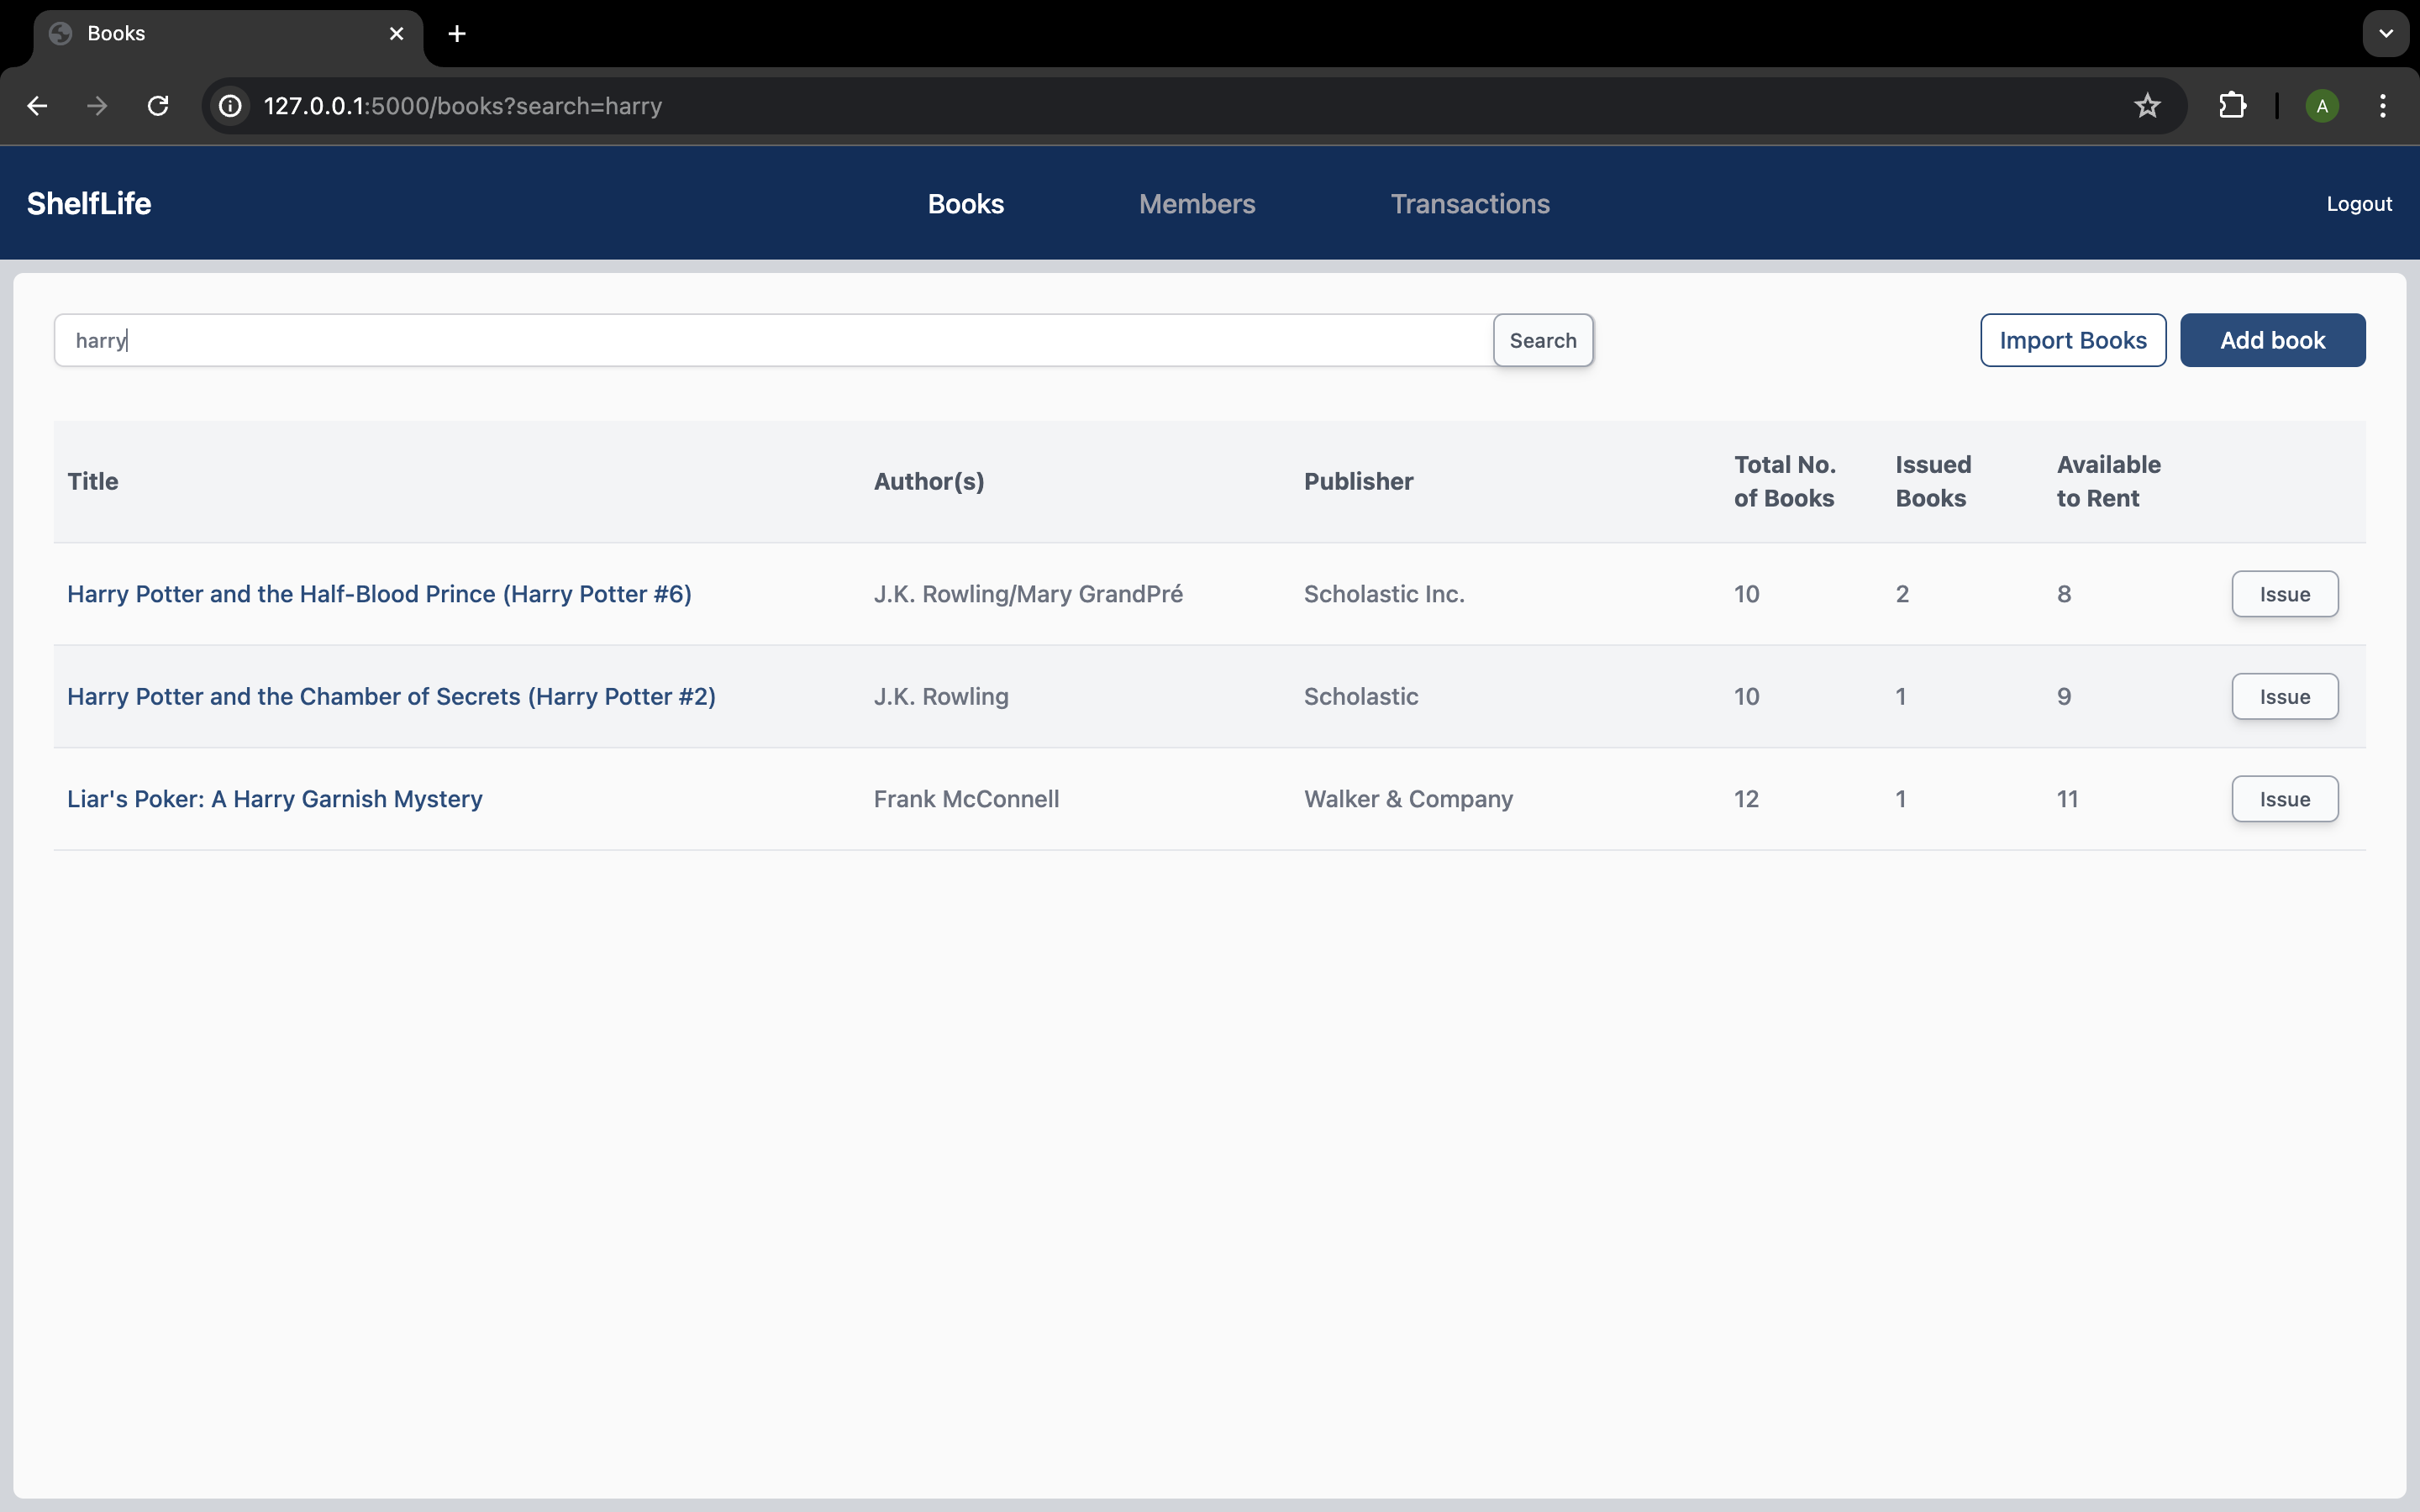 Books
127.0.0.1:5000/books?search=harry
A
ShelfLife Books Members Transactions Logout
harry Search Import Books Add book
Title Author(s) Publisher Total No. of Books Issued Books Available to Rent
Harry Potter and the Half-Blood Prince (Harry Potter #6) J.K. Rowling/Mary GrandPré Scholastic Inc. 10 2 8 Issue
Harry Potter and the Chamber of Secrets (Harry Potter #2) J.K. Rowling Scholastic 10 1 9 Issue
Liar's Poker: A Harry Garnish Mystery Frank McConnell Walker & Company 12 1 11 Issue